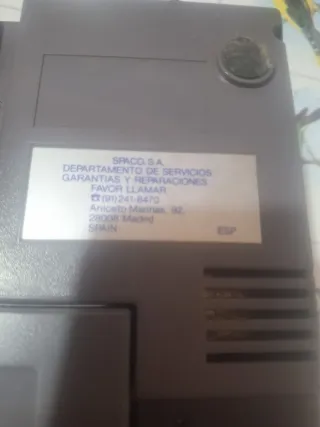 SPACO, S.A.
DEPARTAMENTO DE SERVICIOS
GARANTIAS Y REPARACIONES
FAVOR LLAMAR
☎(91)241-8470
Aniceto Marinas, 92,
28008 Madrid
SPAIN ESP